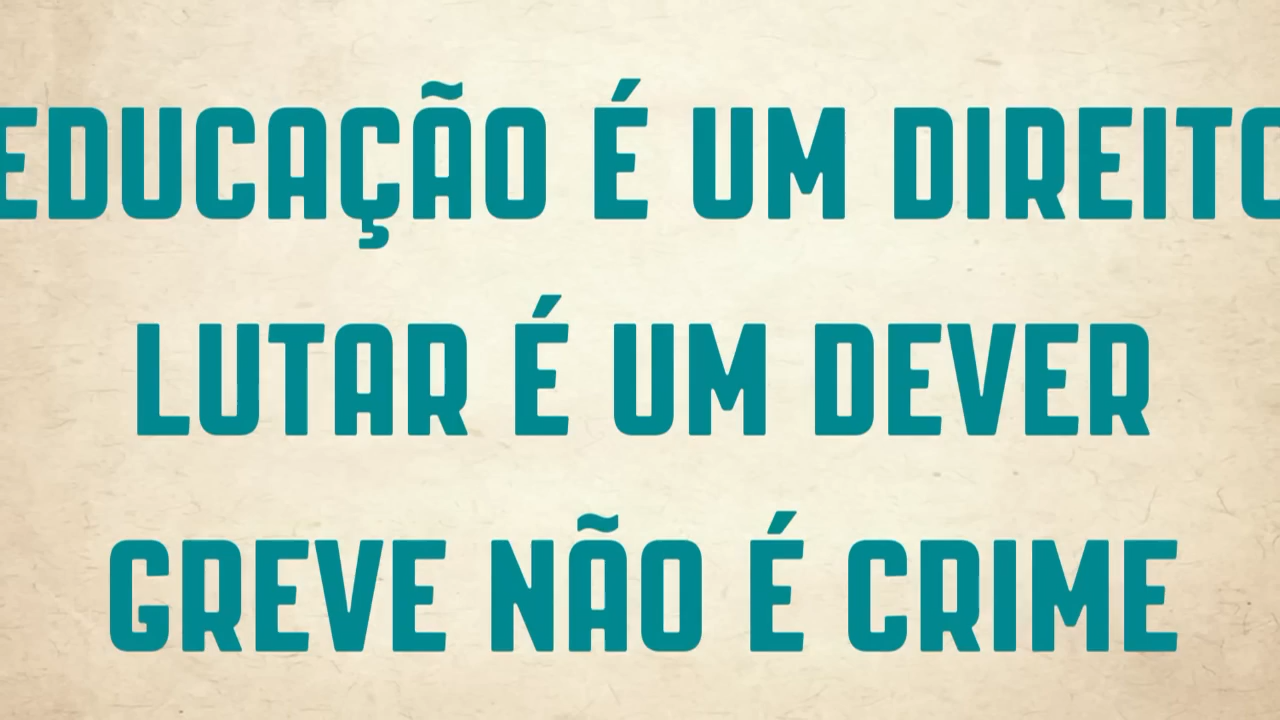 EDUCAÇÃO É UM DIREITO
LUTAR É UM DEVER
GREVE NÃO É CRIME